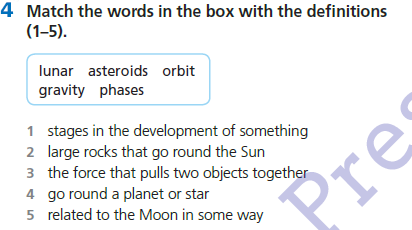 4 Match the words in the box with the definitions
(1–5).
lunar asteroids orbit
gravity phases
1 stages in the development of something
2 large rocks that go round the Sun
3 the force that pulls two objects together
4 go round a planet or star
5 related to the Moon in some way
Pres